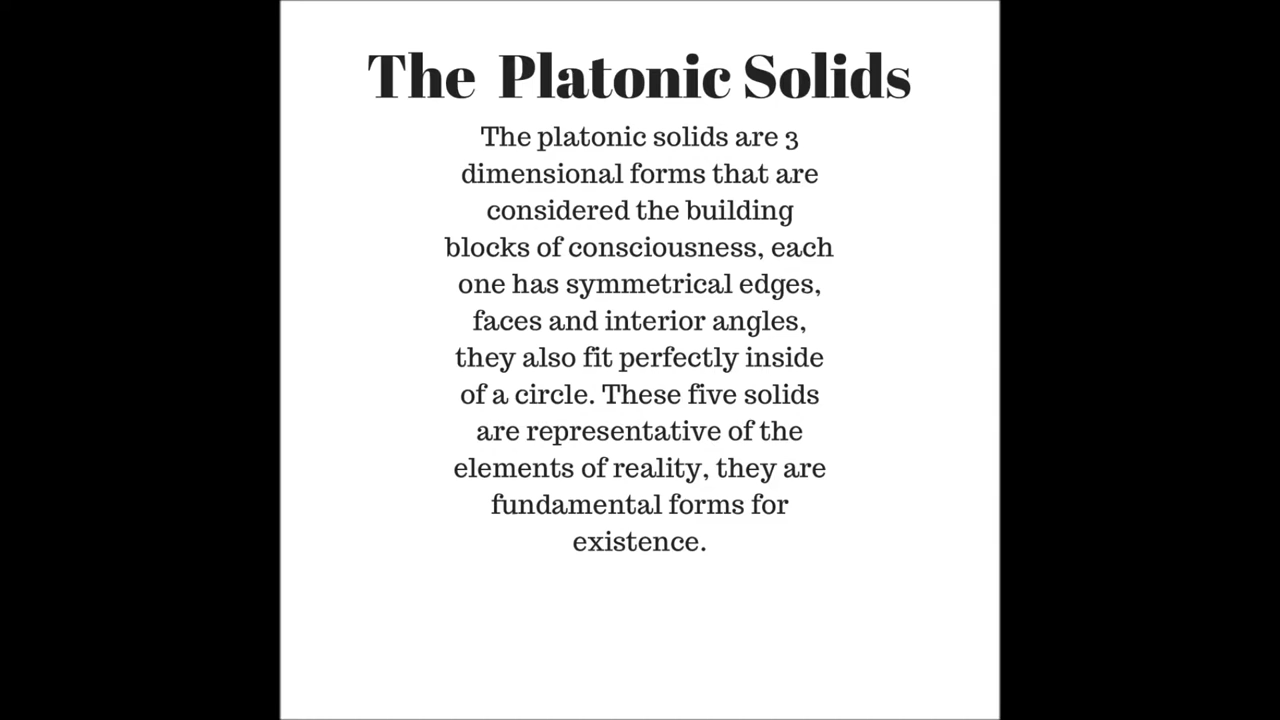 The Platonic Solids
The platonic solids are 3
dimensional forms that are
considered the building
blocks of consciousness, each
one has symmetrical edges,
faces and interior angles,
they also fit perfectly inside
of a circle. These five solids
are representative of the
elements of reality, they are
fundamental forms for
existence.